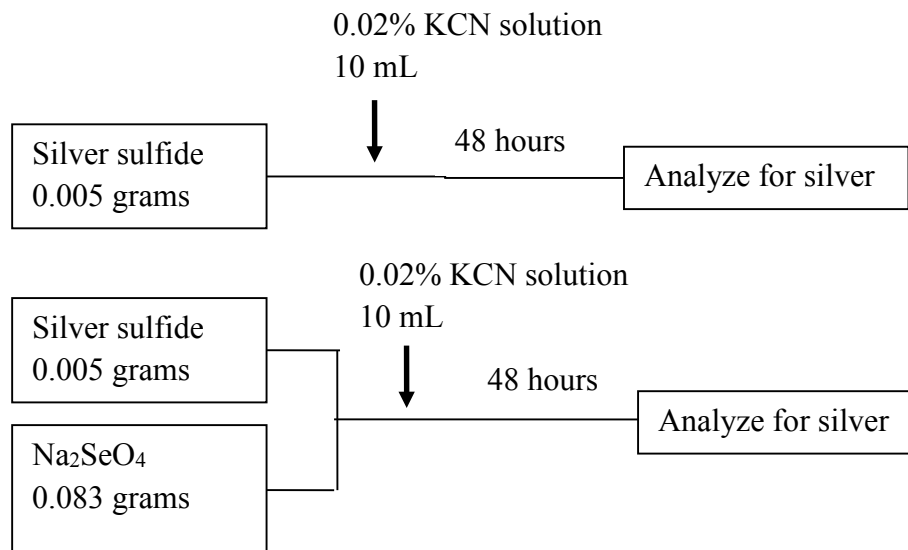 0.02% KCN solution
10 mL
48 hours
Silver sulfide
0.005 grams
Analyze for silver
0.02% KCN solution
10 mL
Silver sulfide
0.005 grams
48 hours
Analyze for silver
Na₂SeO₄
0.083 grams